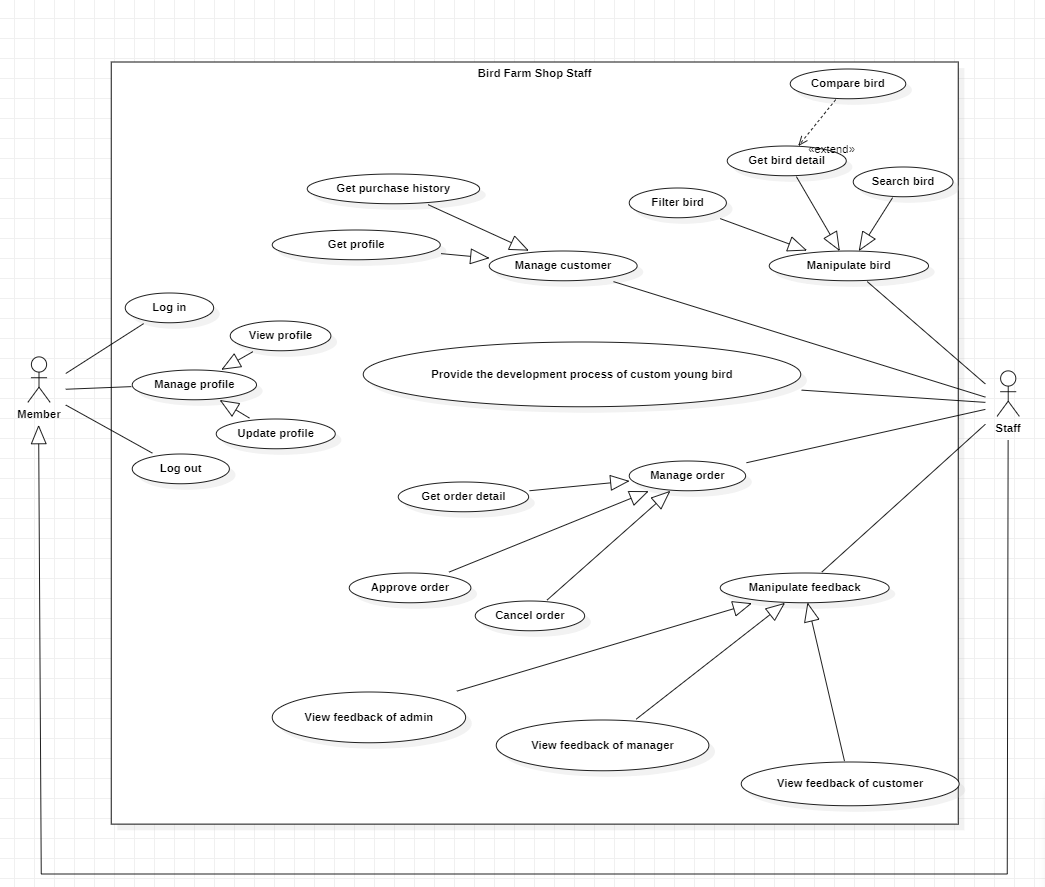 Bird Farm Shop Staff
Compare bird
«extend»
Get bird detail
Search bird
Get purchase history
Filter bird
Get profile
Manage customer
Manipulate bird
Log in
View profile
Provide the development process of custom young bird
Manage profile
Member
Staff
Update profile
Log out
Manage order
Get order detail
Approve order
Manipulate feedback
Cancel order
View feedback of admin
View feedback of manager
View feedback of customer